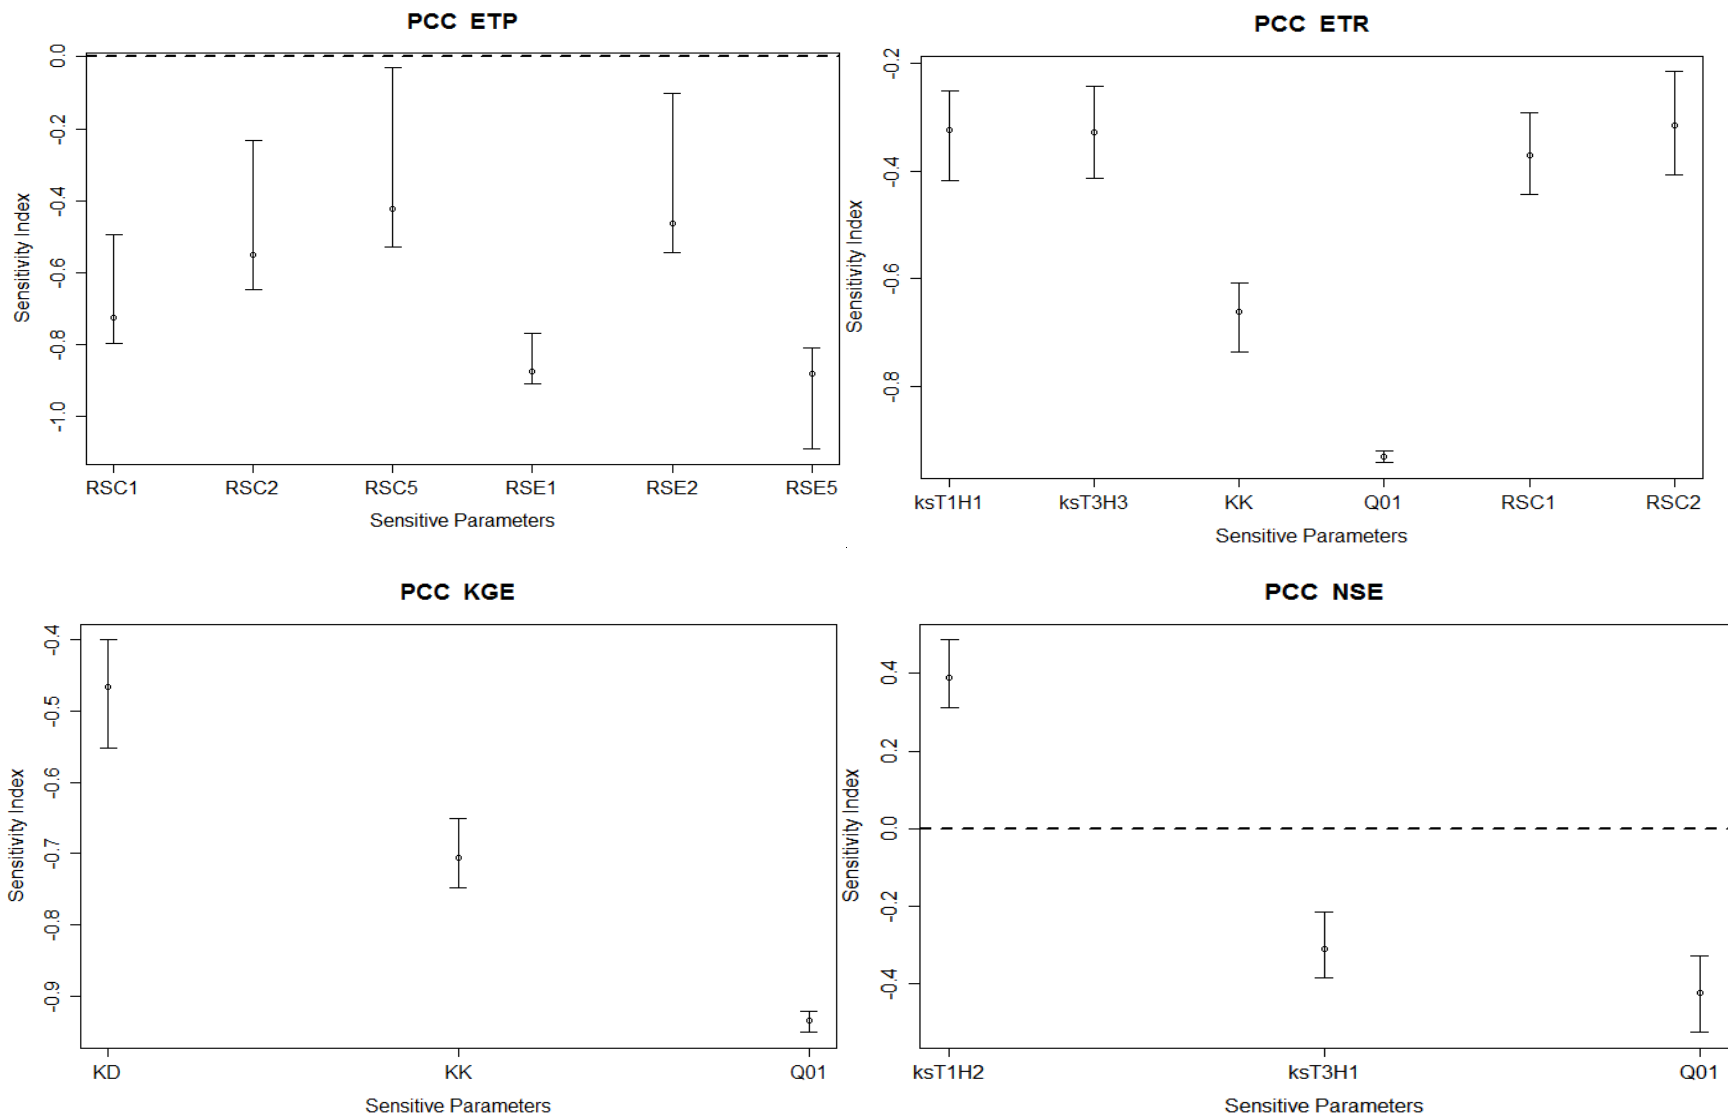 PCC ETP
Sensitivity Index
0.0
-0.2
-0.4
-0.6
-0.8
-1.0
RSC1 RSC2 RSC5 RSE1 RSE2 RSE5
Sensitive Parameters
PCC ETR
Sensitivity Index
-0.2
-0.4
-0.6
-0.8
ksT1H1 ksT3H3 KK Q01 RSC1 RSC2
Sensitive Parameters
PCC KGE
Sensitivity Index
-0.4
-0.5
-0.6
-0.7
-0.8
-0.9
KD KK Q01
Sensitive Parameters
PCC NSE
Sensitivity Index
0.4
0.2
0.0
-0.2
-0.4
ksT1H2 ksT3H1 Q01
Sensitive Parameters